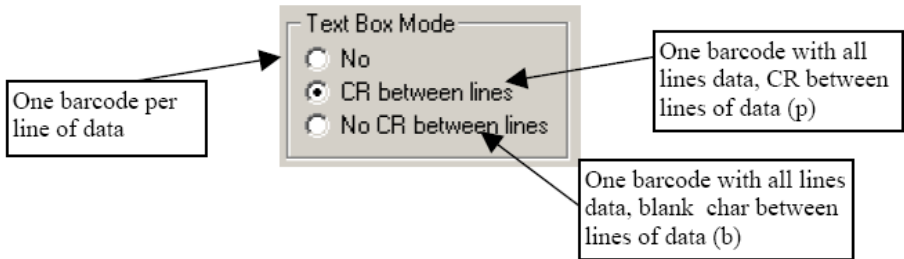 Text Box Mode
No
CR between lines
No CR between lines
One barcode per
line of data
One barcode with all
lines data, CR between
lines of data (p)
One barcode with all lines
data, blank  char between
lines of data (b)